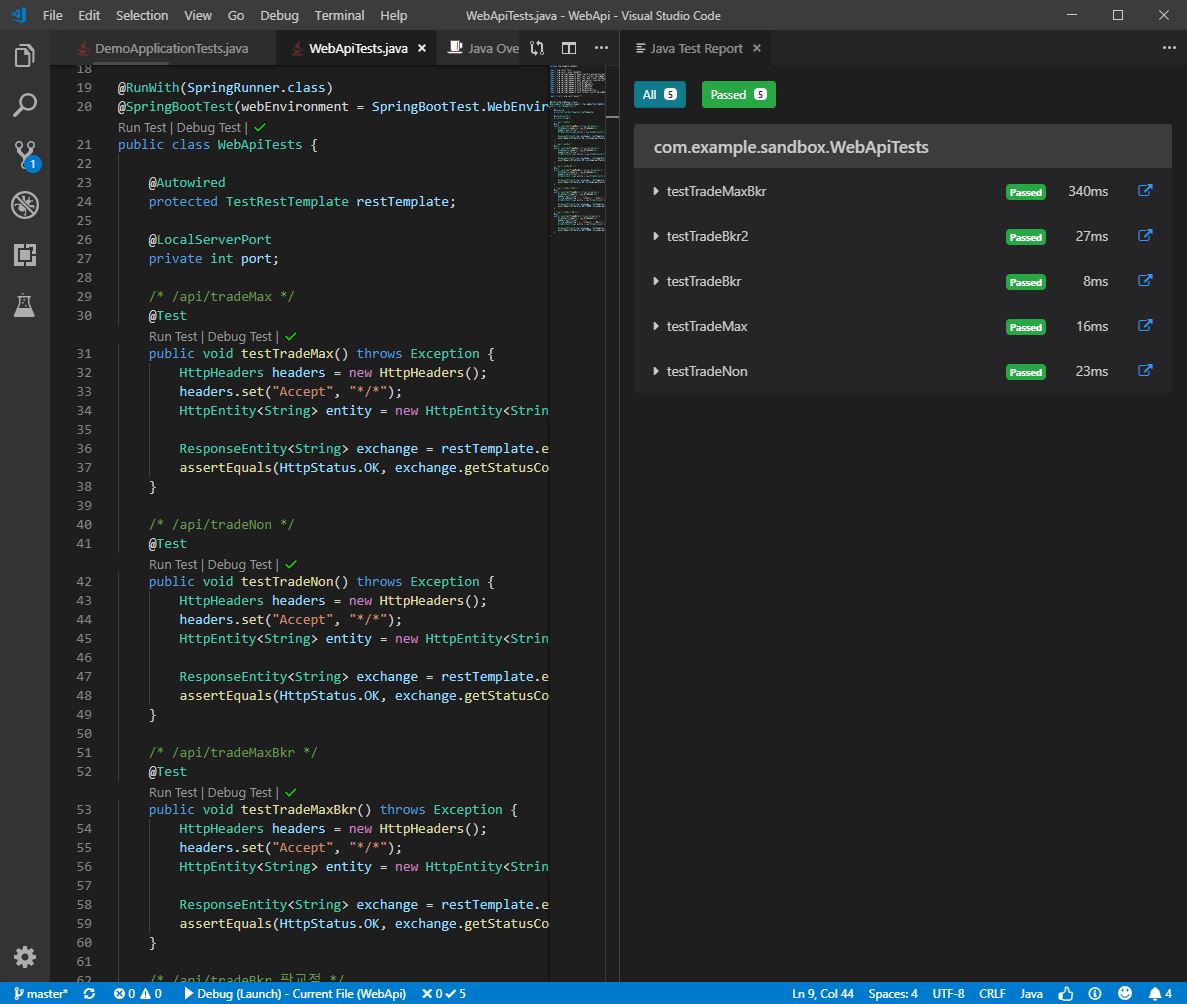 File Edit Selection View Go Debug Terminal Help WebApiTests.java - WebApi - Visual Studio Code
DemoApplicationTests.java WebApiTests.java Java Ove
18
19 @RunWith(SpringRunner.class)
20 @SpringBootTest(webEnvironment = SpringBootTest.WebEnvir
Run Test | Debug Test |
21 public class WebApiTests {
22
23 @Autowired
24 protected TestRestTemplate restTemplate;
25
26 @LocalServerPort
27 private int port;
28
29 /* /api/tradeMax */
30 @Test
Run Test | Debug Test |
31 public void testTradeMax() throws Exception {
32 HttpHeaders headers = new HttpHeaders();
33 headers.set("Accept", "*/*");
34 HttpEntity<String> entity = new HttpEntity<Strin
35
36 ResponseEntity<String> exchange = restTemplate.e
37 assertEquals(HttpStatus.OK, exchange.getStatusCo
38 }
39
40 /* /api/tradeNon */
41 @Test
Run Test | Debug Test |
42 public void testTradeNon() throws Exception {
43 HttpHeaders headers = new HttpHeaders();
44 headers.set("Accept", "*/*");
45 HttpEntity<String> entity = new HttpEntity<Strin
46
47 ResponseEntity<String> exchange = restTemplate.e
48 assertEquals(HttpStatus.OK, exchange.getStatusCo
49 }
50
51 /* /api/tradeMaxBkr */
52 @Test
Run Test | Debug Test |
53 public void testTradeMaxBkr() throws Exception {
54 HttpHeaders headers = new HttpHeaders();
55 headers.set("Accept", "*/*");
56 HttpEntity<String> entity = new HttpEntity<Strin
57
58 ResponseEntity<String> exchange = restTemplate.e
59 assertEquals(HttpStatus.OK, exchange.getStatusCo
60 }
61
62 /* /api/tradeBkr 판교점 */
Java Test Report
All 5 Passed 5
com.example.sandbox.WebApiTests
testTradeMaxBkr Passed 340ms
testTradeBkr2 Passed 27ms
testTradeBkr Passed 8ms
testTradeMax Passed 16ms
testTradeNon Passed 23ms
1
master* 0 0 Debug (Launch) - Current File (WebApi) 0 5 Ln 9, Col 44 Spaces: 4 UTF-8 CRLF Java 4